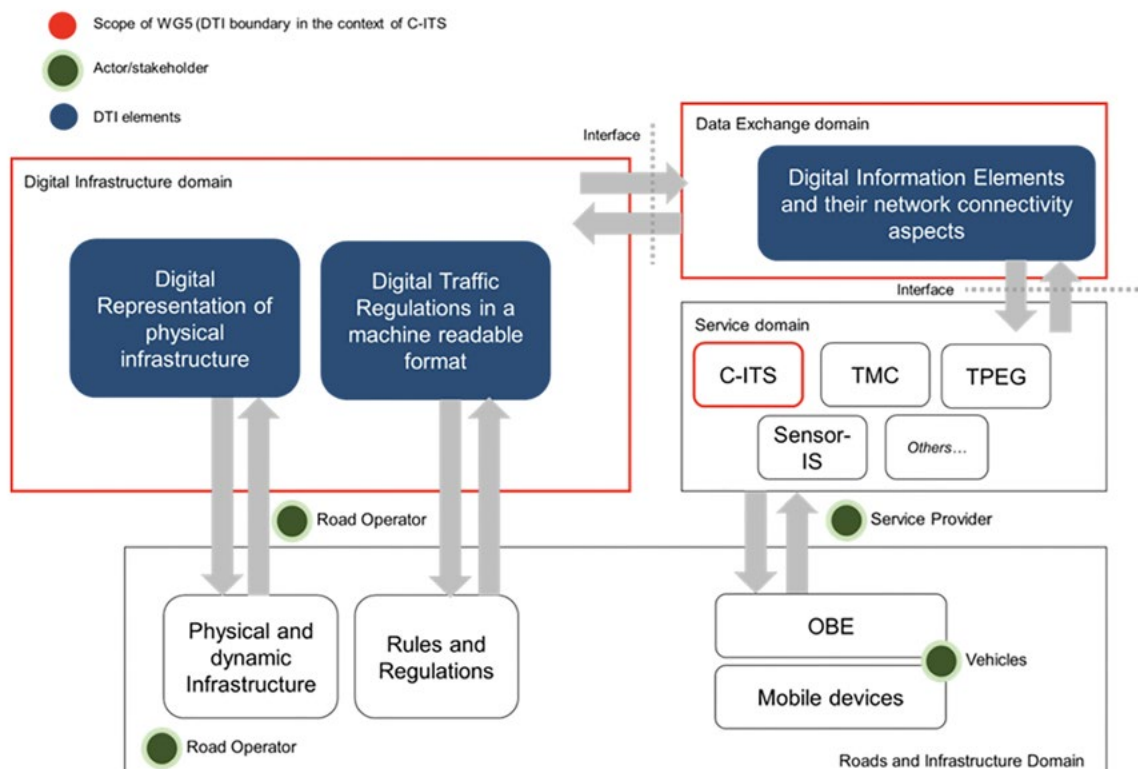 Scope of WG5 (DTI boundary in the context of C-ITS
Actor/stakeholder
DTI elements
Interface
Data Exchange domain
Digital Information Elements
and their network connectivity
aspects
Digital Infrastructure domain
Digital
Representation of
physical
infrastructure
Digital Traffic
Regulations in a
machine readable
format
Interface
Service domain
C-ITS
TMC
TPEG
Sensor-
IS
Others...
Road Operator
Service Provider
Physical and
dynamic
Infrastructure
Rules and
Regulations
OBE
Vehicles
Mobile devices
Road Operator
Roads and Infrastructure Domain